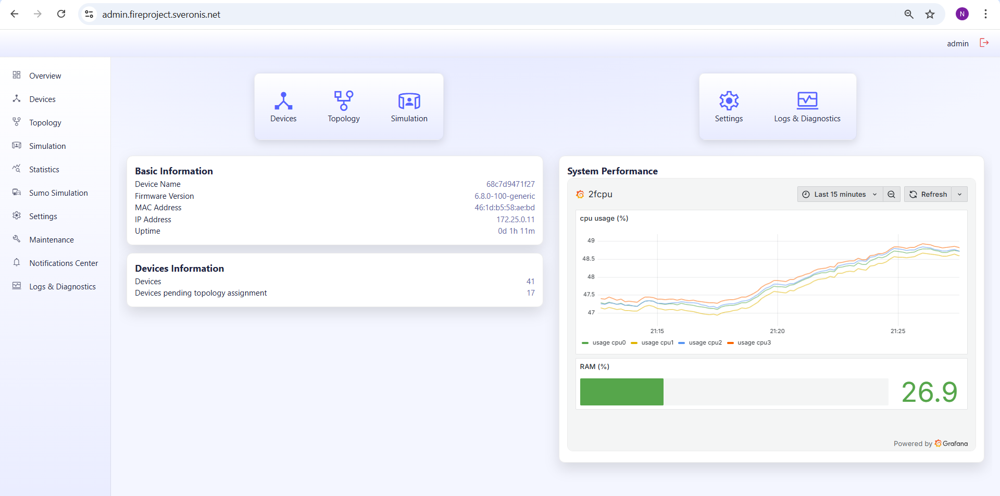 admin.fireproject.sveronis.net
N
admin
Overview
Devices
Topology
Simulation
Statistics
Sumo Simulation
Settings
Maintenance
Notifications Center
Logs & Diagnostics
Devices Topology Simulation
Settings Logs & Diagnostics
Basic Information
Device Name 68c7d9471f27
Firmware Version 6.8.0-100-generic
MAC Address 46:1d:b5:58:ae:bd
IP Address 172.25.0.11
Uptime 0d 1h 11m
Devices Information
Devices 41
Devices pending topology assignment 17
System Performance
2fcpu Last 15 minutes Refresh
cpu usage (%)
49
48.5
48
47.5
47
21:15 21:20 21:25
usage cpu0 usage cpu1 usage cpu2 usage cpu3
RAM (%)
26.9
Powered by Grafana